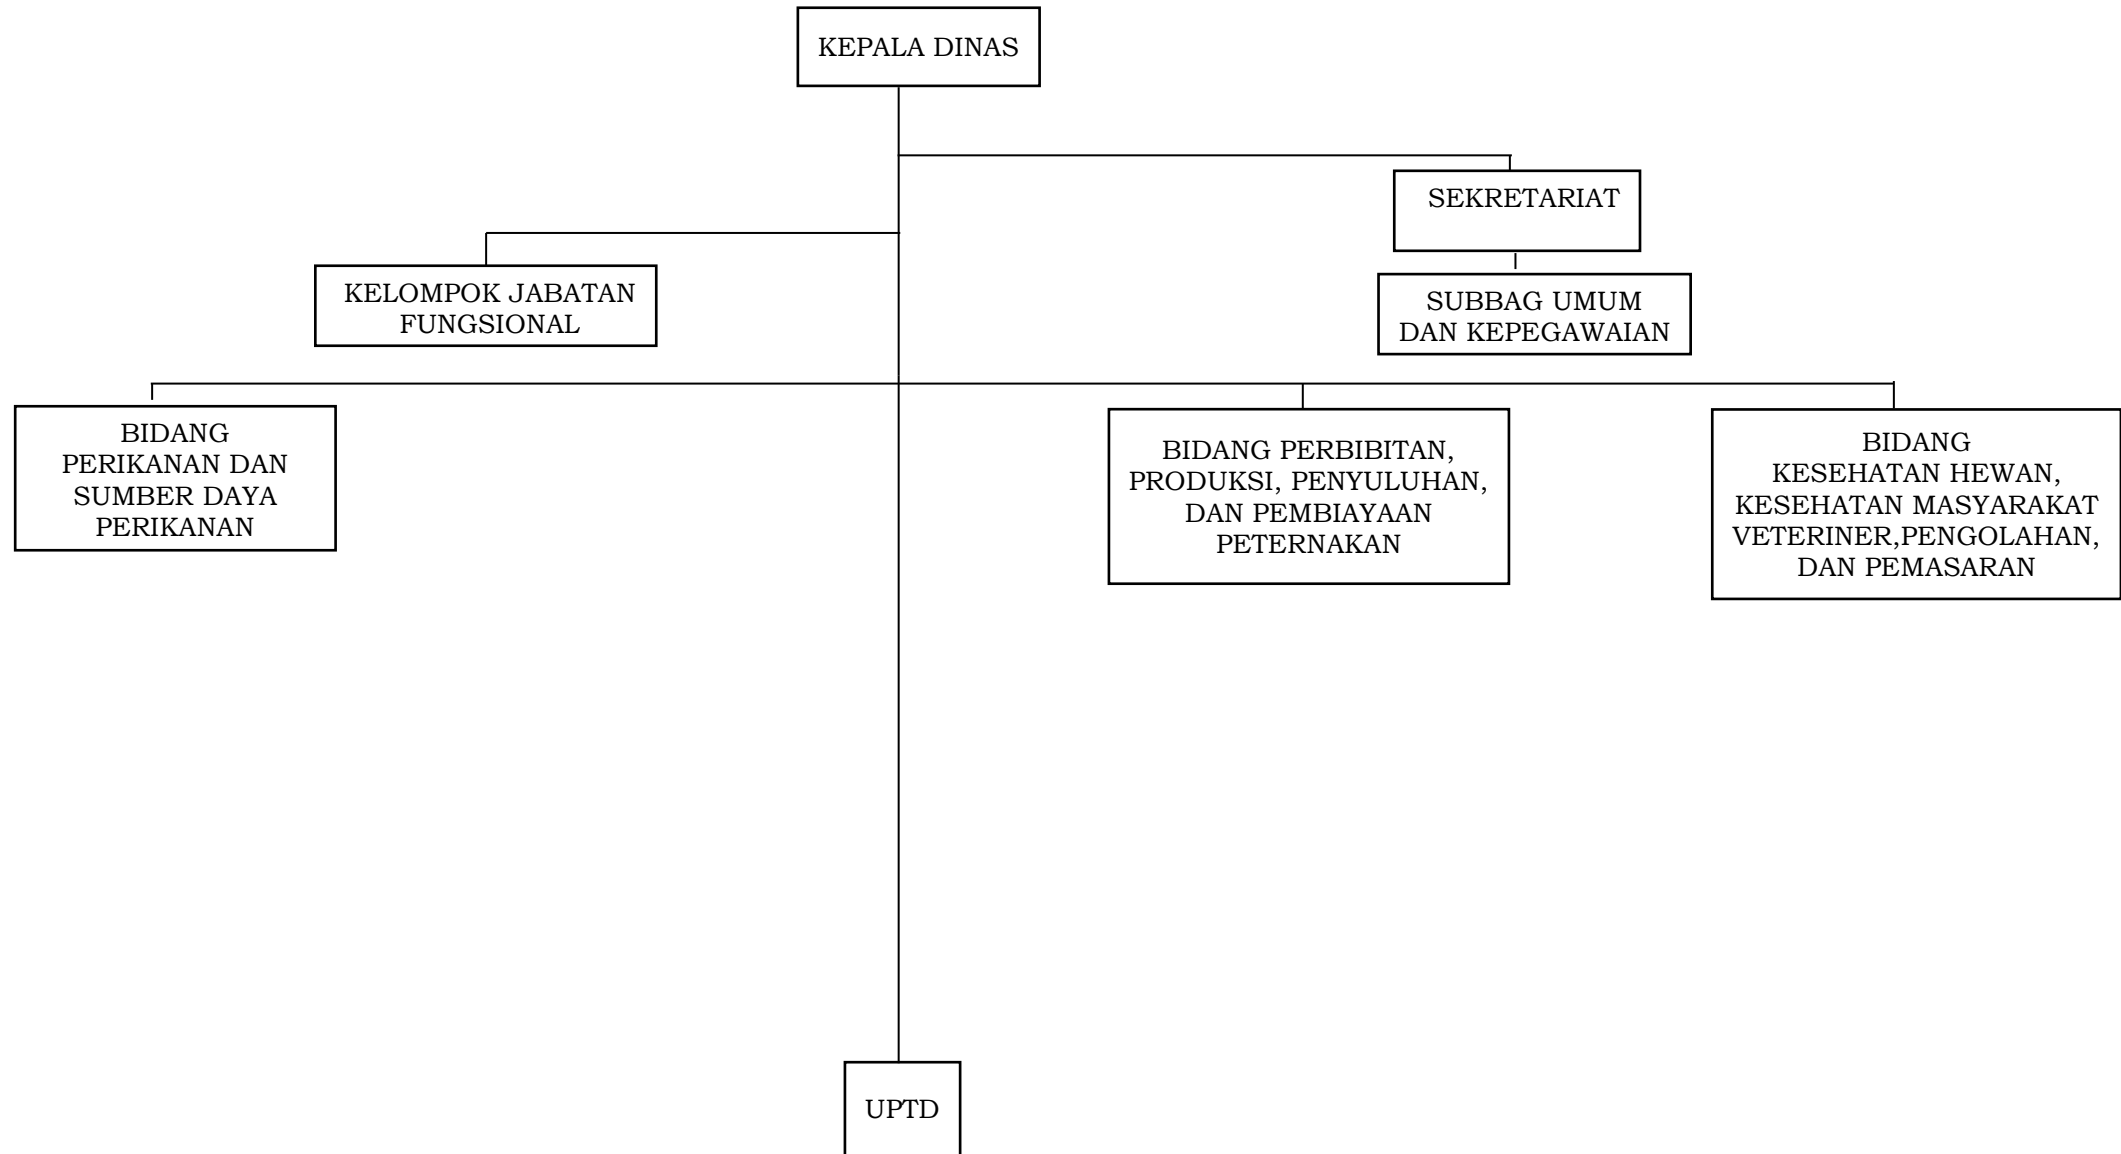 KEPALA DINAS
SEKRETARIAT
KELOMPOK JABATAN
FUNGSIONAL
SUBBAG UMUM
DAN KEPEGAWAIAN
BIDANG
PERIKANAN DAN
SUMBER DAYA
PERIKANAN
BIDANG PERBIBITAN,
PRODUKSI, PENYULUHAN,
DAN PEMBIAYAAN
PETERNAKAN
BIDANG
KESEHATAN HEWAN,
KESEHATAN MASYARAKAT
VETERINER,PENGOLAHAN,
DAN PEMASARAN
UPTD